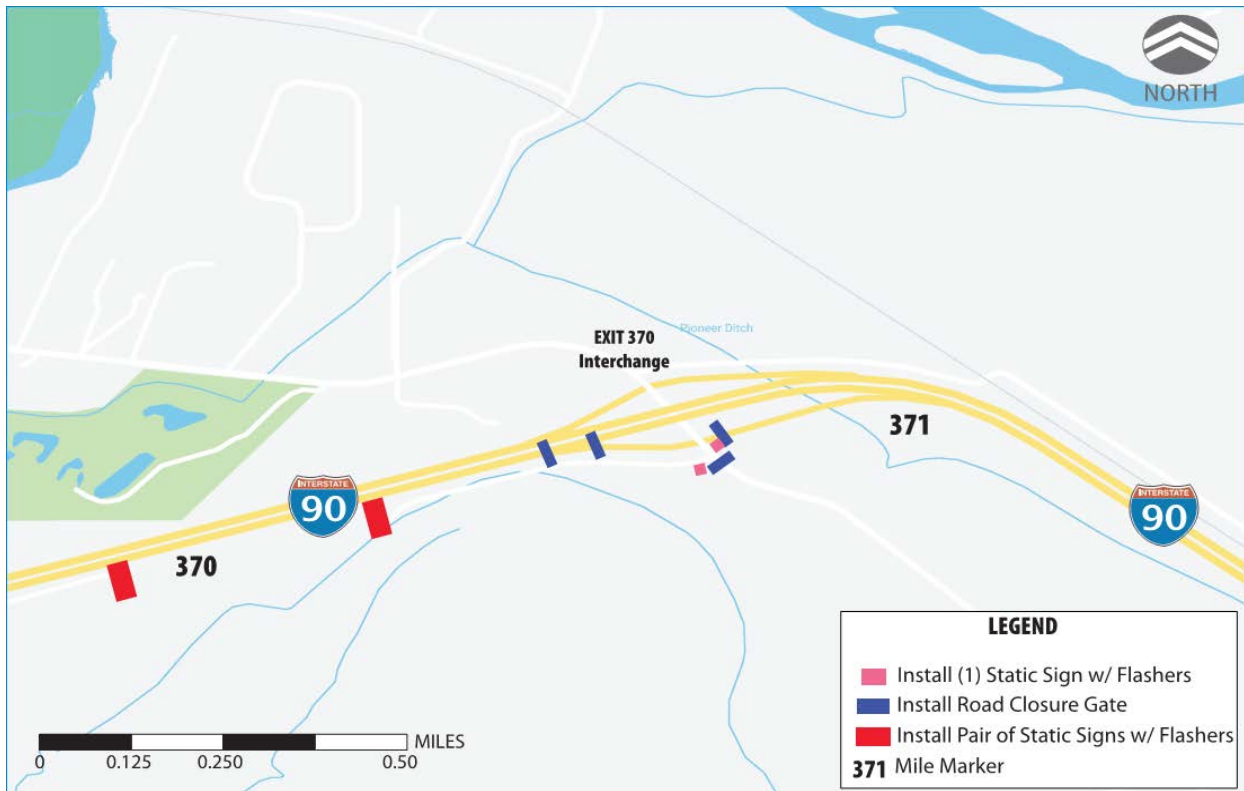 NORTH
Pioneer Ditch
EXIT 370
Interchange
371
INTERSTATE
90
INTERSTATE
90
370
LEGEND
Install (1) Static Sign w/ Flashers
Install Road Closure Gate
Install Pair of Static Signs w/ Flashers
371 Mile Marker
MILES
0 0.125 0.250 0.50